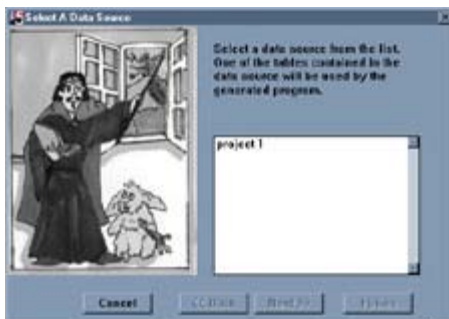 Select A Data Source
Select a data source from the list.
One of the tables contained in the
data source will be used by the
generated program.
project 1
Cancel